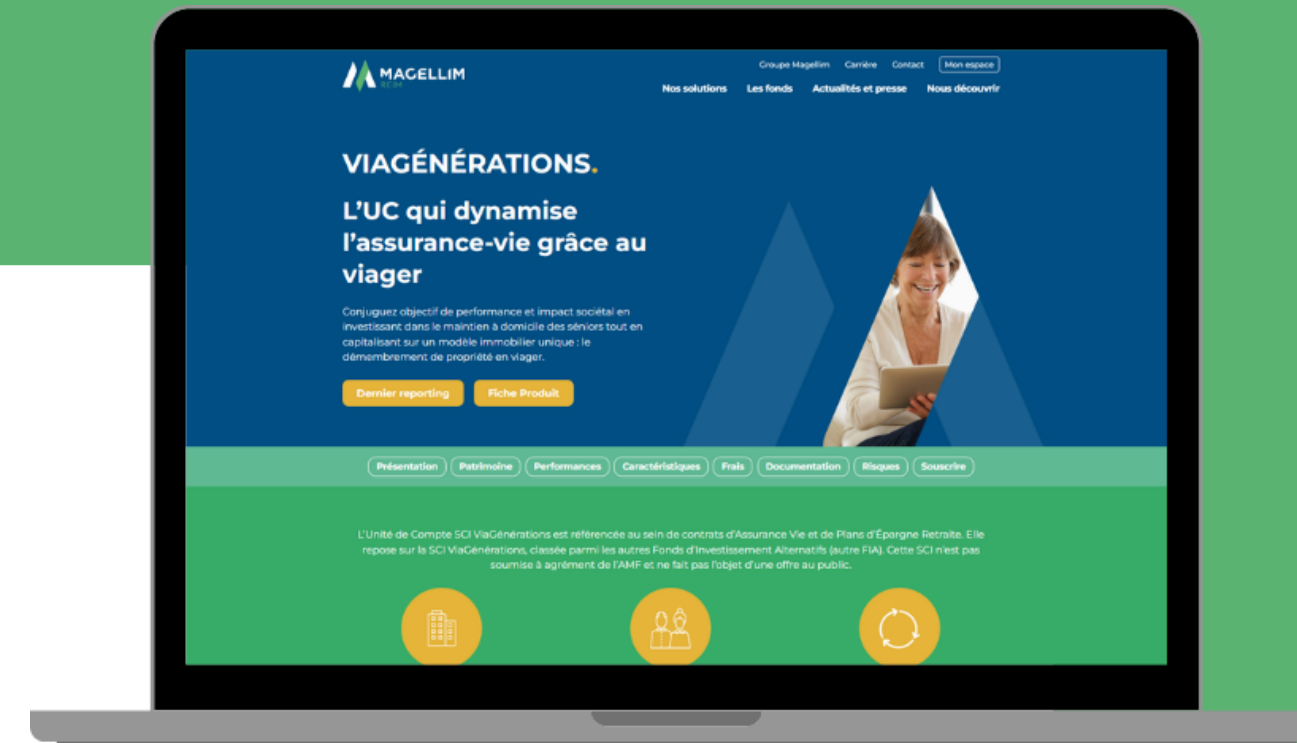 MAGELLIM
REIM
Groupe Magellim Carrière Contact Mon espace
Nos solutions Les fonds Actualités et presse Nous découvrir
VIAGÉNÉRATIONS.
L'UC qui dynamise
l'assurance-vie grâce au
viager
Conjuguez objectif de performance et impact sociétal en
investissant dans le maintien à domicile des séniors tout en
capitalisant sur un modèle immobilier unique : le
démembrement de propriété en viager.
Dernier reporting Fiche Produit
Présentation Patrimoine Performances Caractéristiques Frais Documentation Risques Souscrire
L'Unité de Compte SCI ViaGénérations est référencée au sein de contrats d'Assurance Vie et de Plans d'Épargne Retraite. Elle
repose sur la SCI ViaGénérations, classée parmi les autres Fonds d'Investissement Alternatifs (autre FIA). Cette SCI n'est pas
soumise à agrément de l'AMF et ne fait pas l'objet d'une offre au public.